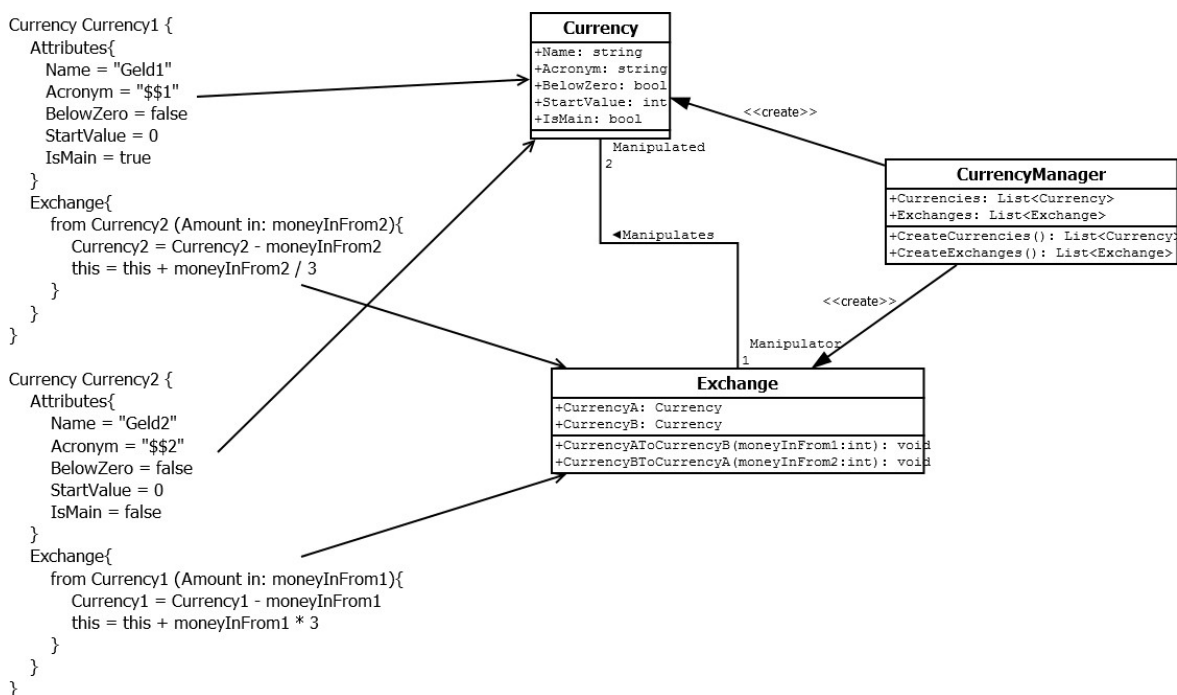 Currency Currency1 {
Attributes{
Name = "Geld1"
Acronym = "$$1"
BelowZero = false
StartValue = 0
IsMain = true
}
Exchange{
from Currency2 (Amount in: moneyInFrom2){
Currency2 = Currency2 - moneyInFrom2
this = this + moneyInFrom2 / 3
}
}
}
Currency Currency2 {
Attributes{
Name = "Geld2"
Acronym = "$$2"
BelowZero = false
StartValue = 0
IsMain = false
}
Exchange{
from Currency1 (Amount in: moneyInFrom1){
Currency1 = Currency1 - moneyInFrom1
this = this + moneyInFrom1 * 3
}
}
}
Currency
+Name: string
+Acronym: string
+BelowZero: bool
+StartValue: int
+IsMain: bool
Manipulated
2
◄Manipulates
Manipulator
1
<<create>>
CurrencyManager
+Currencies: List<Currency>
+Exchanges: List<Exchange>
+CreateCurrencies(): List<Currency>
+CreateExchanges(): List<Exchange>
<<create>>
Exchange
+CurrencyA: Currency
+CurrencyB: Currency
+CurrencyAToCurrencyB(moneyInFrom1:int): void
+CurrencyBToCurrencyA(moneyInFrom2:int): void